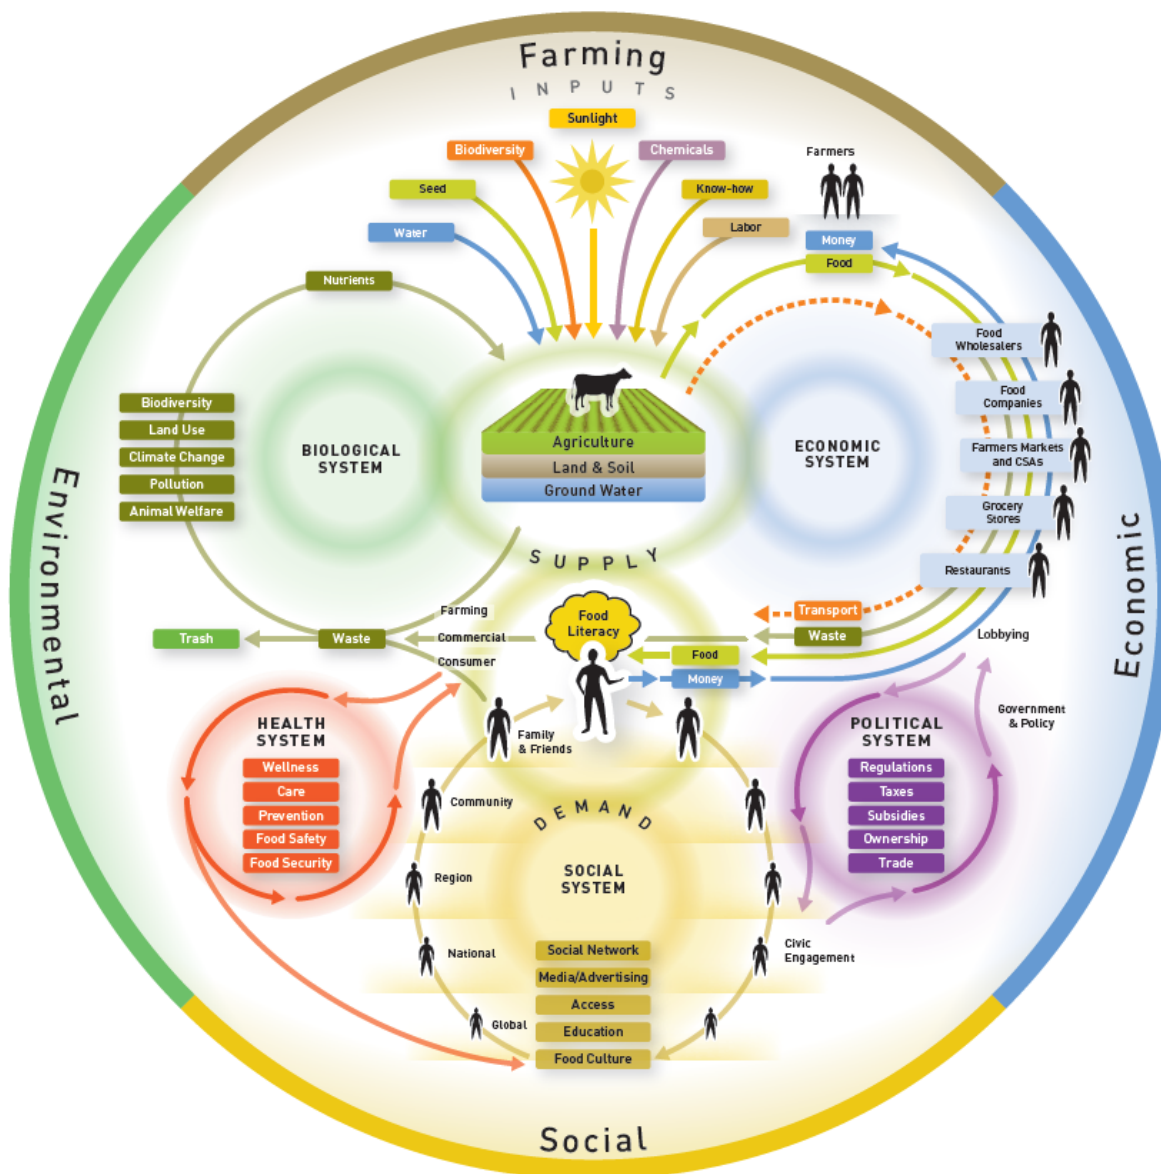 Farming
INPUTS
Sunlight
Biodiversity
Chemicals
Farmers
Seed
Know-how
Water
Labor
Money
Food
Nutrients
Food
Wholesalers
Food
Companies
Biodiversity
Land Use
Climate Change
Pollution
Animal Welfare
BIOLOGICAL
SYSTEM
Agriculture
Land & Soil
Ground Water
ECONOMIC
SYSTEM
Farmers Markets
and CSAs
Grocery
Stores
Restaurants
Environmental
Economic
SUPPLY
Farming
Commercial
Consumer
Food
Literacy
Transport
Waste
Food
Money
Trash
Waste
Lobbying
Government
& Policy
HEALTH
SYSTEM
Wellness
Care
Prevention
Food Safety
Food Security
Family
& Friends
Community
Region
National
Global
DEMAND
SOCIAL
SYSTEM
Social Network
Media/Advertising
Access
Education
Food Culture
POLITICAL
SYSTEM
Regulations
Taxes
Subsidies
Ownership
Trade
Civic
Engagement
Social